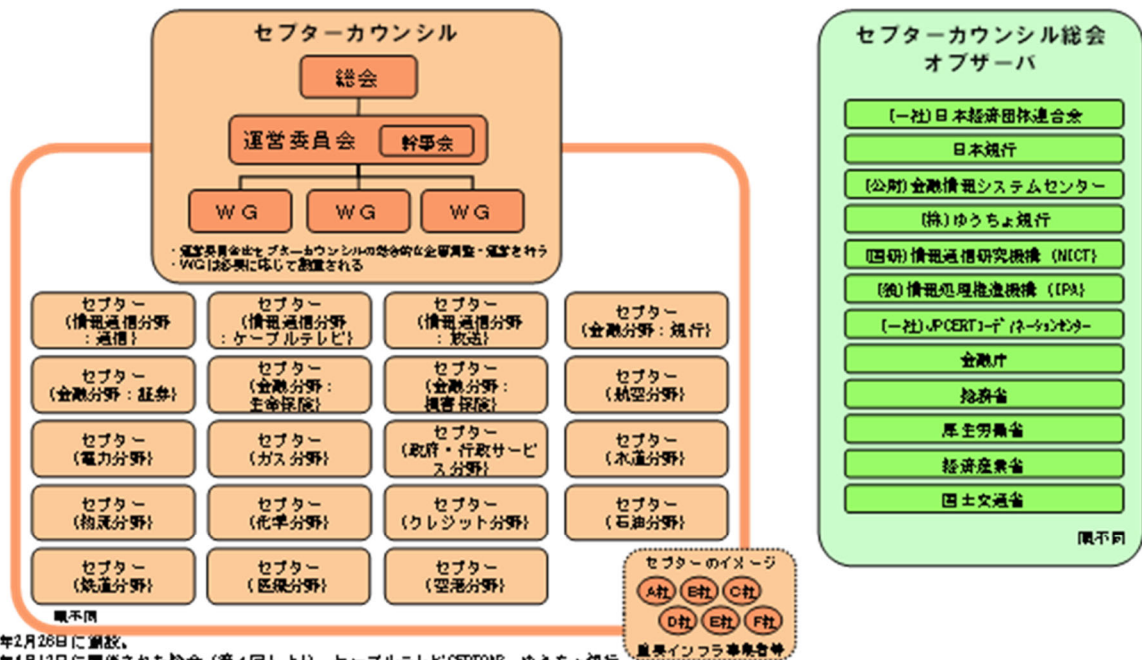 セプターカウンシル
総会
運営委員会
幹事会
WG
WG
WG
・運営委員会はセプターカウンシルの総合的な企画調整・運営を行う
・WGは必要に応じて設置される
セプター
(情報通信分野
:通信)
セプター
(情報通信分野
:ケーブルテレビ)
セプター
(情報通信分野
:放送)
セプター
(金融分野:銀行)
セプター
(金融分野:証券)
セプター
(金融分野:
生命保険)
セプター
(金融分野:
損害保険)
セプター
(航空分野)
セプター
(電力分野)
セプター
(ガス分野)
セプター
(政府・行政サービ
ス分野)
セプター
(水道分野)
セプター
(物流分野)
セプター
(化学分野)
セプター
(クレジット分野)
セプター
(石油分野)
セプター
(鉄道分野)
セプター
(医療分野)
セプター
(空港分野)
セプターのイメージ
A社 B社 C社
D社 E社 F社
重要インフラ事業者等
順不同
年2月26日に創設。
セプターカウンシル総会
オブザーバ
(一社)日本経済団体連合会
日本銀行
(公財)金融情報システムセンター
(株)ゆうちょ銀行
(国研)情報通信研究機構 (NICT)
(独)情報処理推進機構 (IPA)
(一社)JPCERTコーディネーションセンター
金融庁
総務省
厚生労働省
経済産業省
国土交通省
順不同